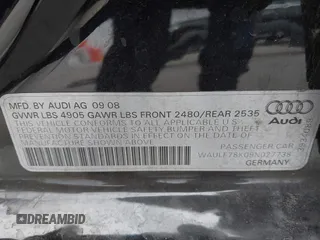 MFD. BY AUDI AG 09 08
GVWR LBS 4905 GAWR LBS FRONT 2480/REAR 2535
THIS VEHICLE CONFORMS TO ALL APPLICABLE
FEDERAL MOTOR VEHICLE SAFETY, BUMPER AND THEFT
PREVENTION STANDARDS IN EFFECT ON THE DATE OF
MANUFACTURE SHOWN ABOVE
PASSENGER CAR
GERMANY
Audi
DREAMBID